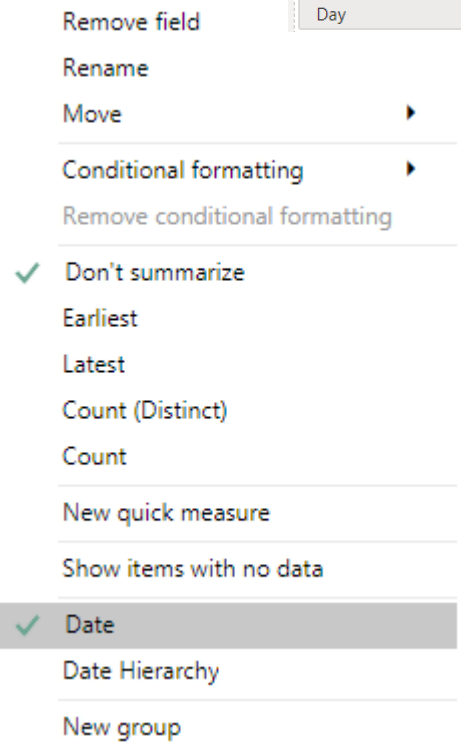 Day
Remove field
Rename
Move
Conditional formatting
Remove conditional formatting
Don't summarize
Earliest
Latest
Count (Distinct)
Count
New quick measure
Show items with no data
Date
Date Hierarchy
New group